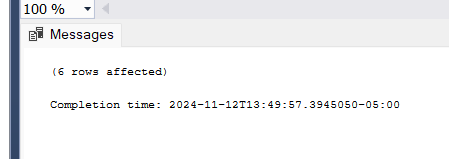 100 %
Messages
(6 rows affected)
Completion time: 2024-11-12T13:49:57.3945050-05:00